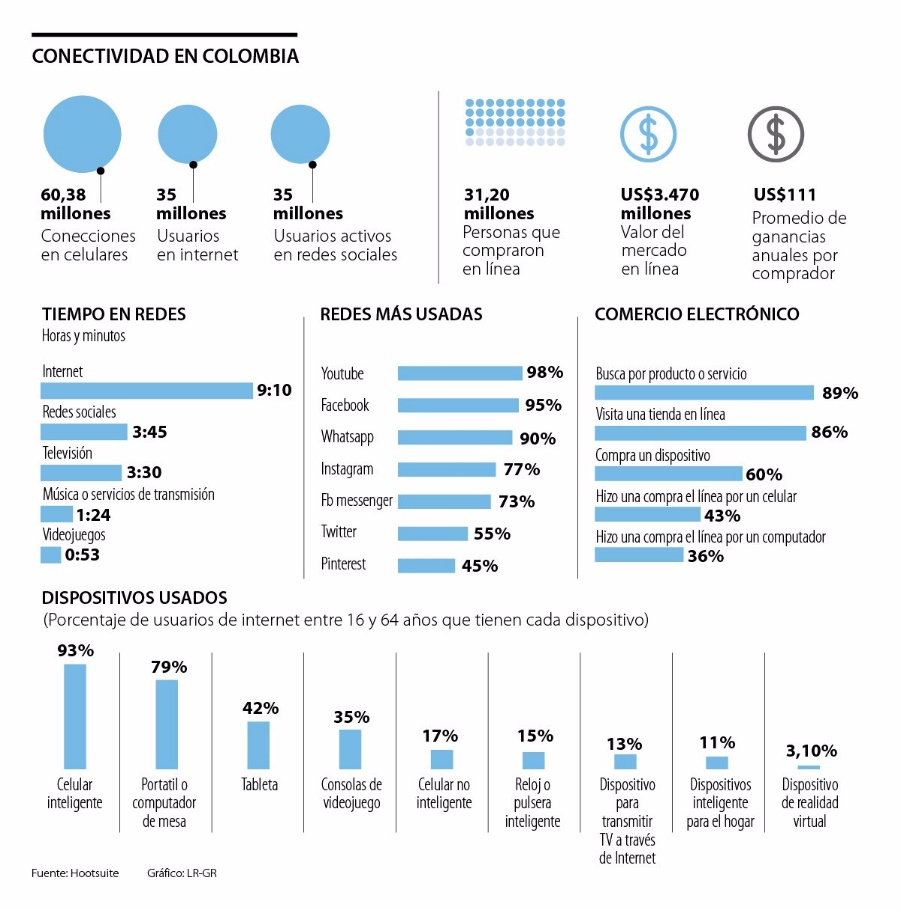 CONECTIVIDAD EN COLOMBIA
60,38
millones
Conecciones
en celulares
35
millones
Usuarios
en internet
35
millones
Usuarios activos
en redes sociales
31,20
millones
Personas que
compraron
en línea
US$3.470
millones
Valor del
mercado
en línea
US$111
Promedio de
ganancias
anuales por
comprador
TIEMPO EN REDES
Horas y minutos
Internet
9:10
Redes sociales
3:45
Televisión
3:30
Música o servicios de transmisión
1:24
Videojuegos
0:53
REDES MÁS USADAS
Youtube 98%
Facebook 95%
Whatsapp 90%
Instagram 77%
Fb messenger 73%
Twitter 55%
Pinterest 45%
COMERCIO ELECTRÓNICO
Busca por producto o servicio
89%
Visita una tienda en línea
86%
Compra un dispositivo
60%
Hizo una compra el línea por un celular
43%
Hizo una compra el línea por un computador
36%
DISPOSITIVOS USADOS
(Porcentaje de usuarios de internet entre 16 y 64 años que tienen cada dispositivo)
93%
Celular
inteligente
79%
Portatil o
computador
de mesa
42%
Tableta
35%
Consolas de
videojuego
17%
Celular no
inteligente
15%
Reloj o
pulsera
inteligente
13%
Dispositivo
para
transmitir
TV a través
de Internet
11%
Dispositivos
inteligente
para el hogar
3,10%
Dispositivo
de realidad
virtual
Fuente: Hootsuite Gráfico: LR-GR